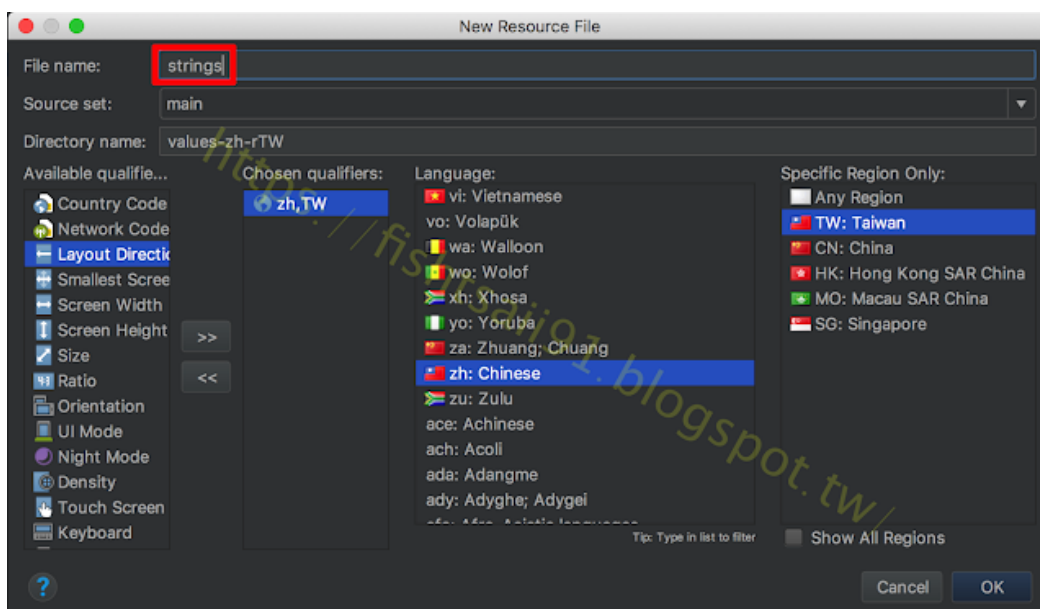 New Resource File
File name: strings
Source set: main
Directory name: values-zh-rTW
Available qualifie...
Country Code
Network Code
Layout Directic
Smallest Scree
Screen Width
Screen Height
Size
Ratio
Orientation
UI Mode
Night Mode
Density
Touch Screen
Keyboard
>>
<<
Chosen qualifiers:
zh,TW
Language:
vi: Vietnamese
vo: Volapük
wa: Walloon
wo: Wolof
xh: Xhosa
yo: Yoruba
za: Zhuang; Chuang
zh: Chinese
zu: Zulu
ace: Achinese
ach: Acoli
ada: Adangme
ady: Adyghe; Adygei
Tip: Type in list to filter
Specific Region Only:
Any Region
TW: Taiwan
CN: China
HK: Hong Kong SAR China
MO: Macau SAR China
SG: Singapore
Show All Regions
?
Cancel
OK
https://fishtsaij91.blogspot.tw/